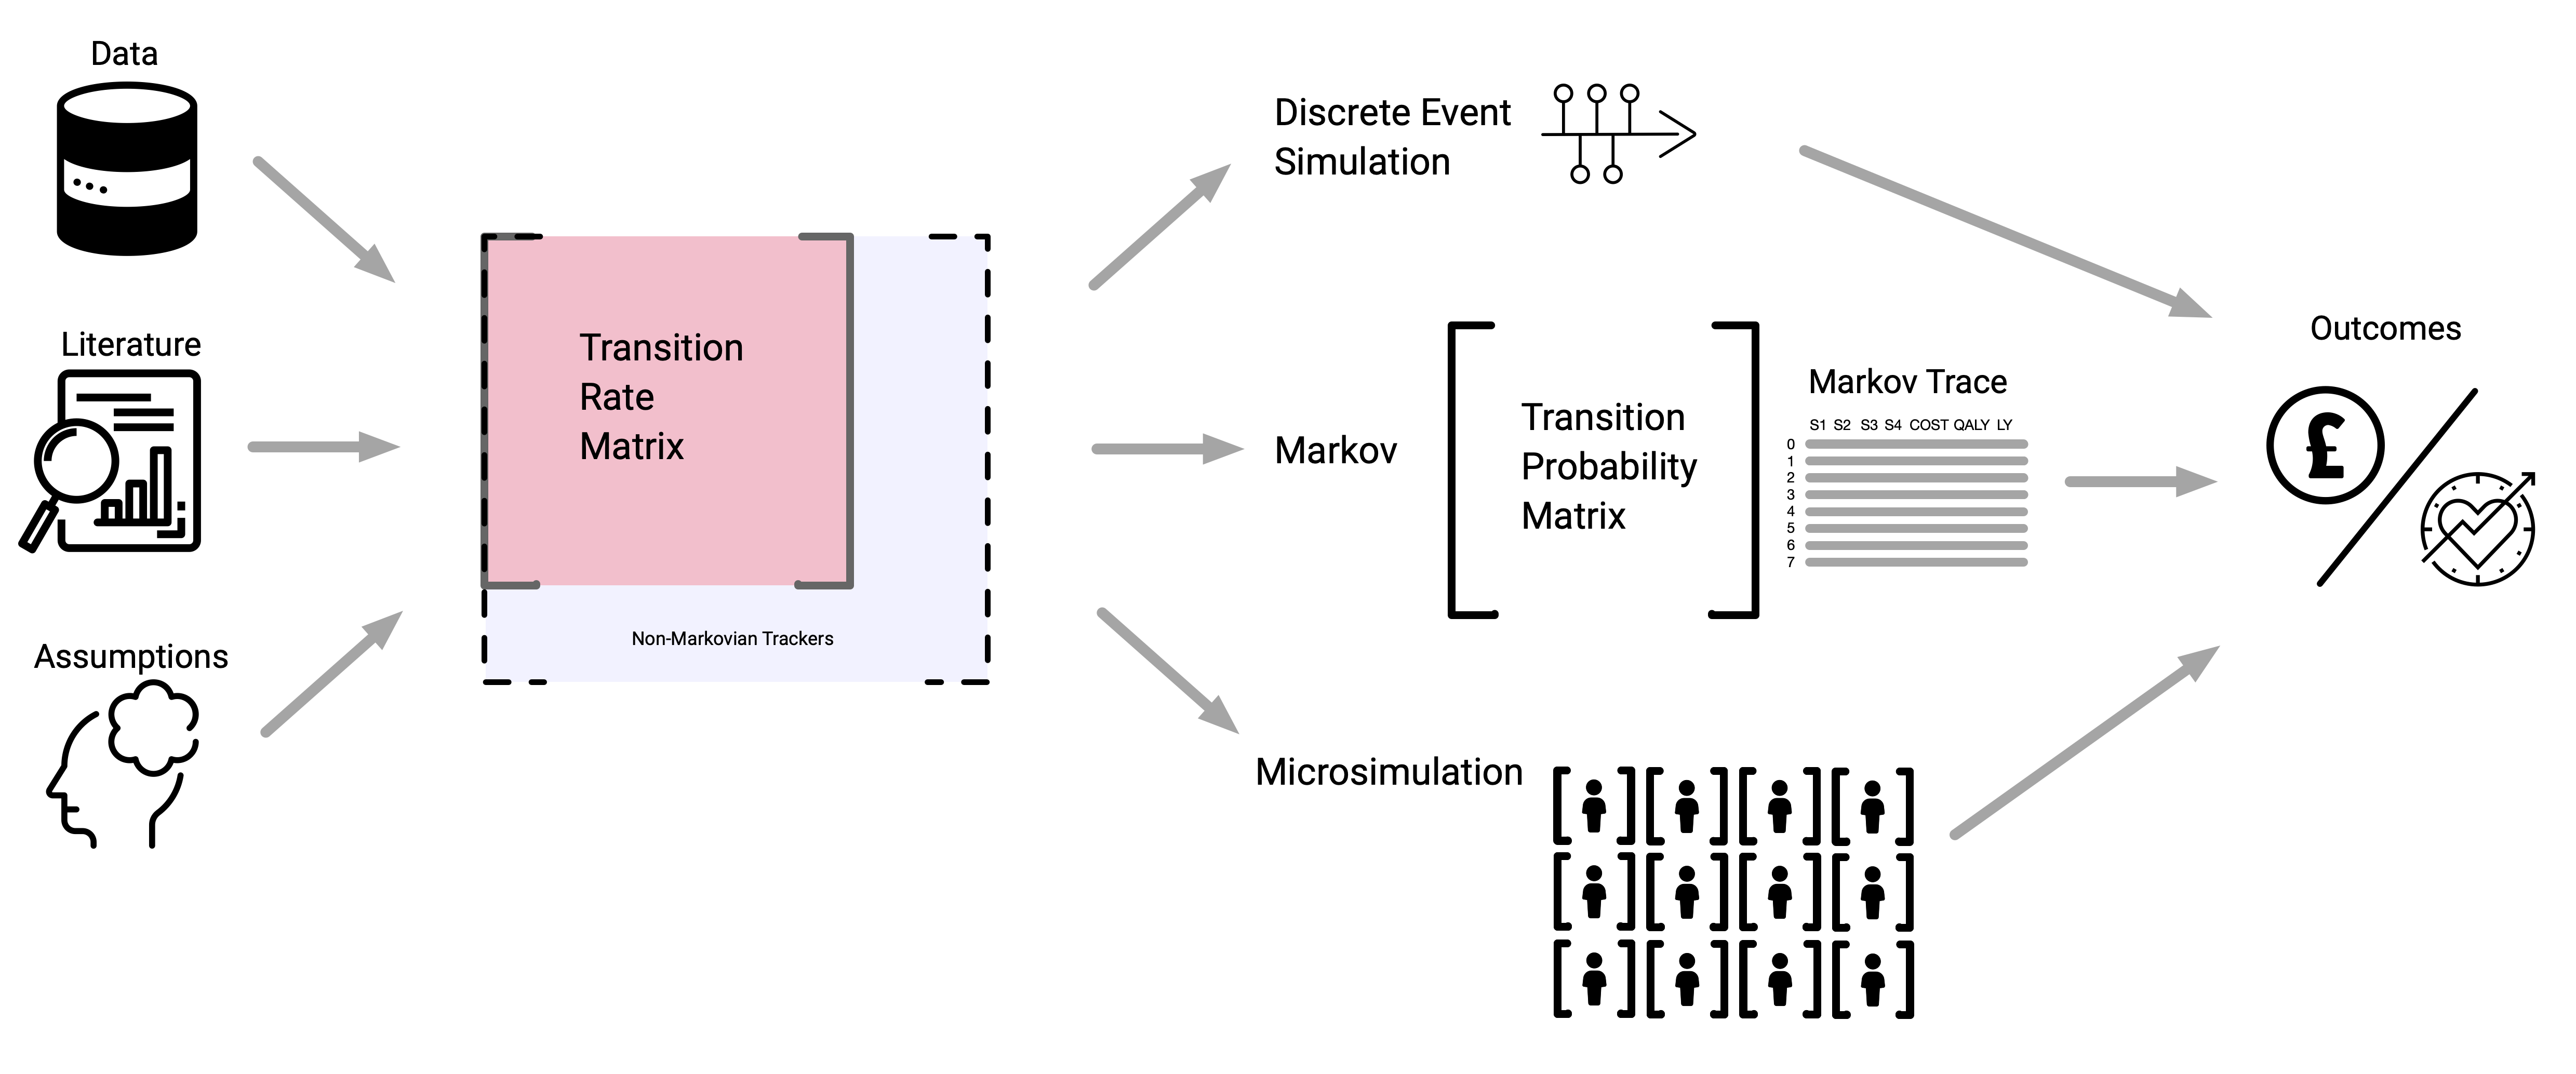 Data
Literature
Assumptions
Transition
Rate
Matrix
Non-Markovian Trackers
Discrete Event
Simulation
Markov
Transition
Probability
Matrix
Markov Trace
S1 S2 S3 S4 COST QALY LY
0
1
2
3
4
5
6
7
Microsimulation
Outcomes
£